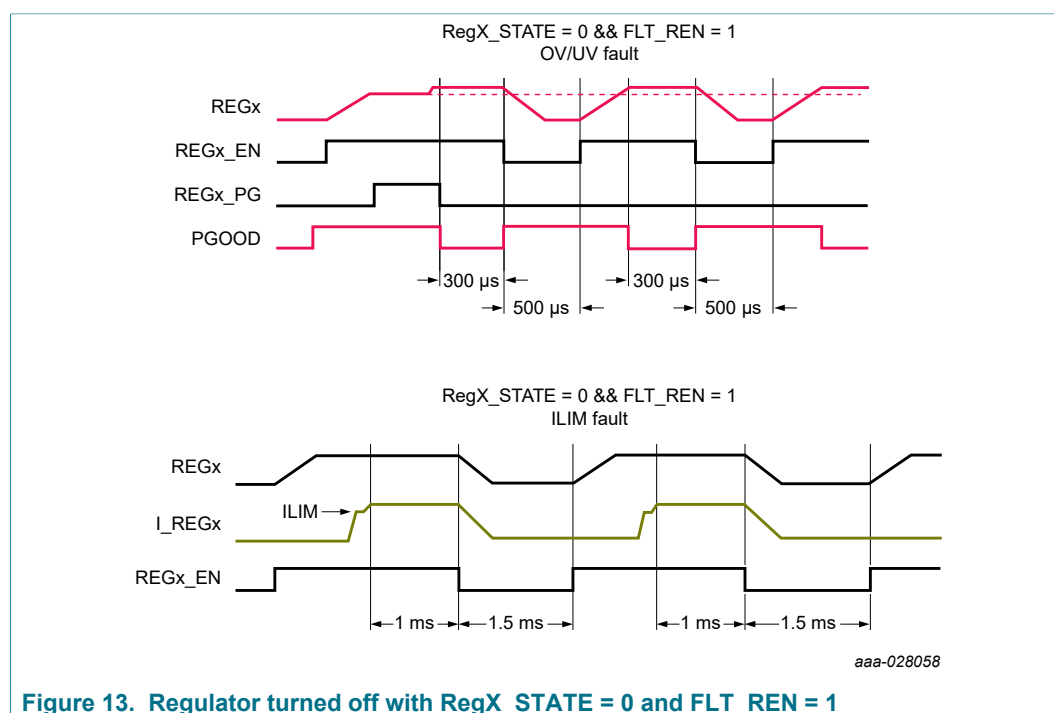 RegX_STATE = 0 && FLT_REN = 1
OV/UV fault
REGx
REGx_EN
REGx_PG
PGOOD
300 µs
300 µs
500 µs
500 µs
RegX_STATE = 0 && FLT_REN = 1
ILIM fault
REGx
ILIM
I_REGx
REGx_EN
1 ms
1.5 ms
1 ms
1.5 ms
aaa-028058
Figure 13. Regulator turned off with RegX_STATE = 0 and FLT_REN = 1